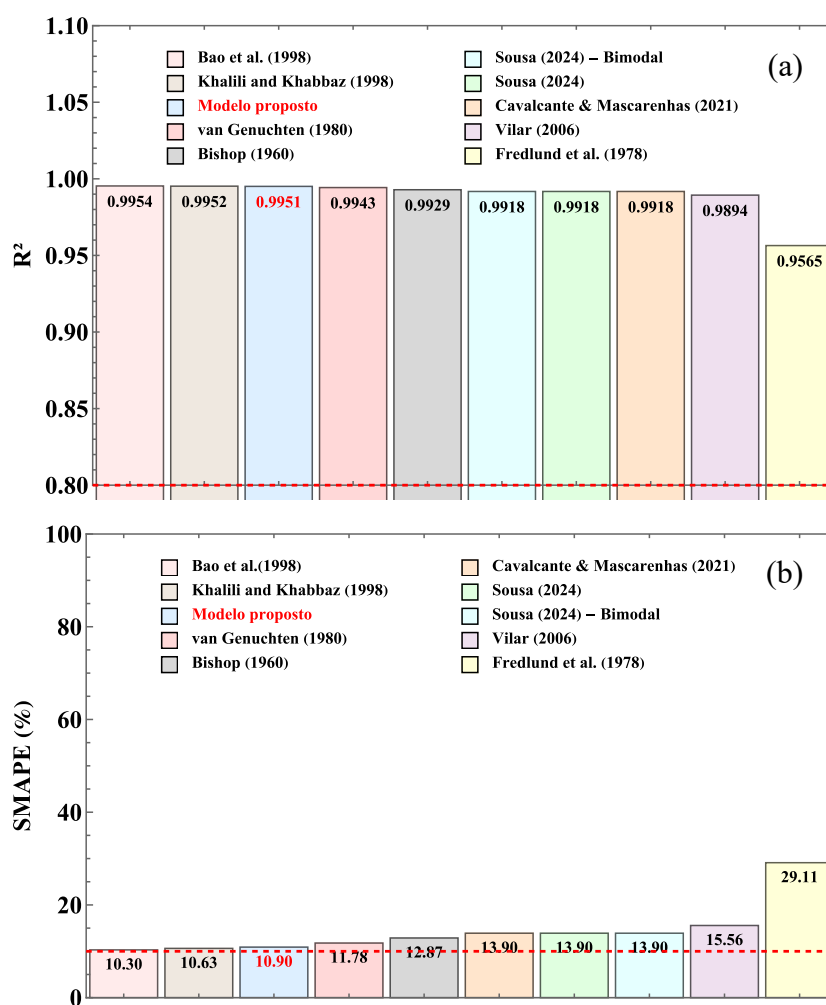 1.10
(a)
Bao et al. (1998)
Sousa (2024) – Bimodal
Khalili and Khabbaz (1998)
Sousa (2024)
1.05
Modelo proposto
Cavalcante & Mascarenhas (2021)
van Genuchten (1980)
Vilar (2006)
Bishop (1960)
Fredlund et al. (1978)
1.00
0.9954
0.9952
0.9951
0.9943
0.9929
0.9918
0.9918
0.9918
0.9894
0.9565
R²
0.95
0.90
0.85
0.80
100
(b)
Bao et al.(1998)
Cavalcante & Mascarenhas (2021)
Khalili and Khabbaz (1998)
Sousa (2024)
Modelo proposto
Sousa (2024) – Bimodal
80
van Genuchten (1980)
Vilar (2006)
Bishop (1960)
Fredlund et al. (1978)
60
SMAPE (%)
40
20
0
10.30
10.63
10.90
11.78
12.87
13.90
13.90
13.90
15.56
29.11